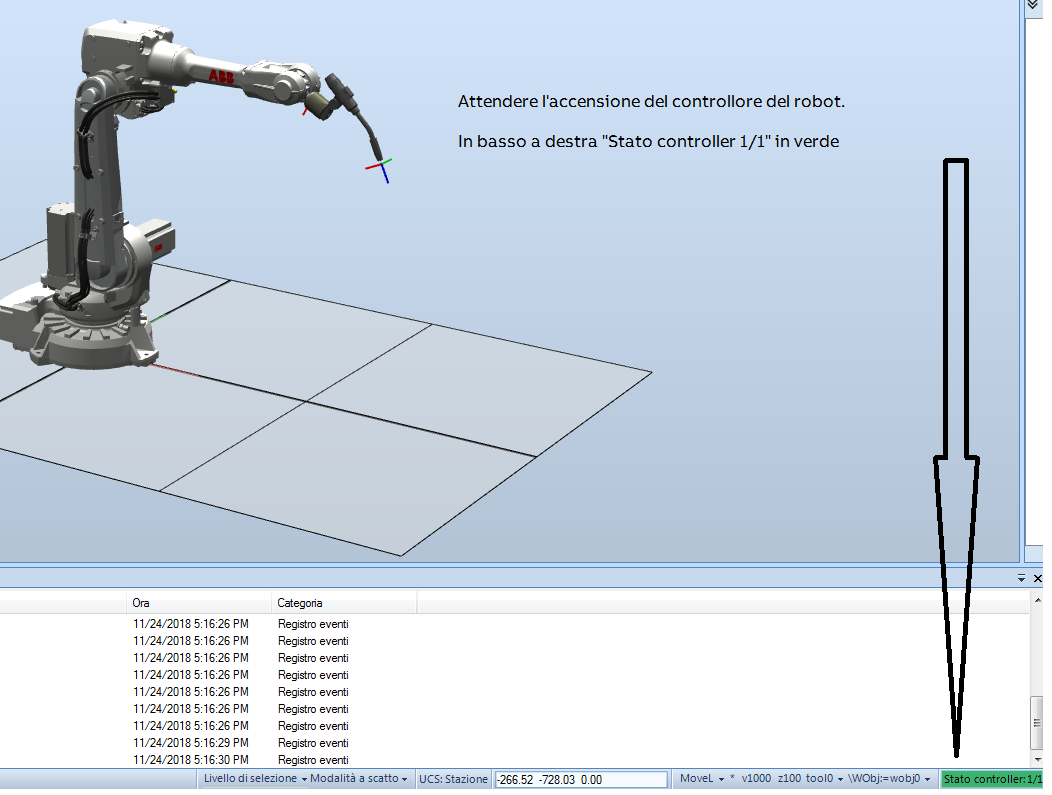 ABB
Attendere l'accensione del controllore del robot.
In basso a destra "Stato controller 1/1" in verde
Ora Categoria
11/24/2018 5:16:26 PM Registro eventi
11/24/2018 5:16:26 PM Registro eventi
11/24/2018 5:16:26 PM Registro eventi
11/24/2018 5:16:26 PM Registro eventi
11/24/2018 5:16:26 PM Registro eventi
11/24/2018 5:16:26 PM Registro eventi
11/24/2018 5:16:26 PM Registro eventi
11/24/2018 5:16:29 PM Registro eventi
11/24/2018 5:16:30 PM Registro eventi
Livello di selezione Modalità a scatto UCS: Stazione -266.52 -728.03 0.00 MoveL * v1000 z100 tool0 \WObj:=wobj0 Stato controller:1/1